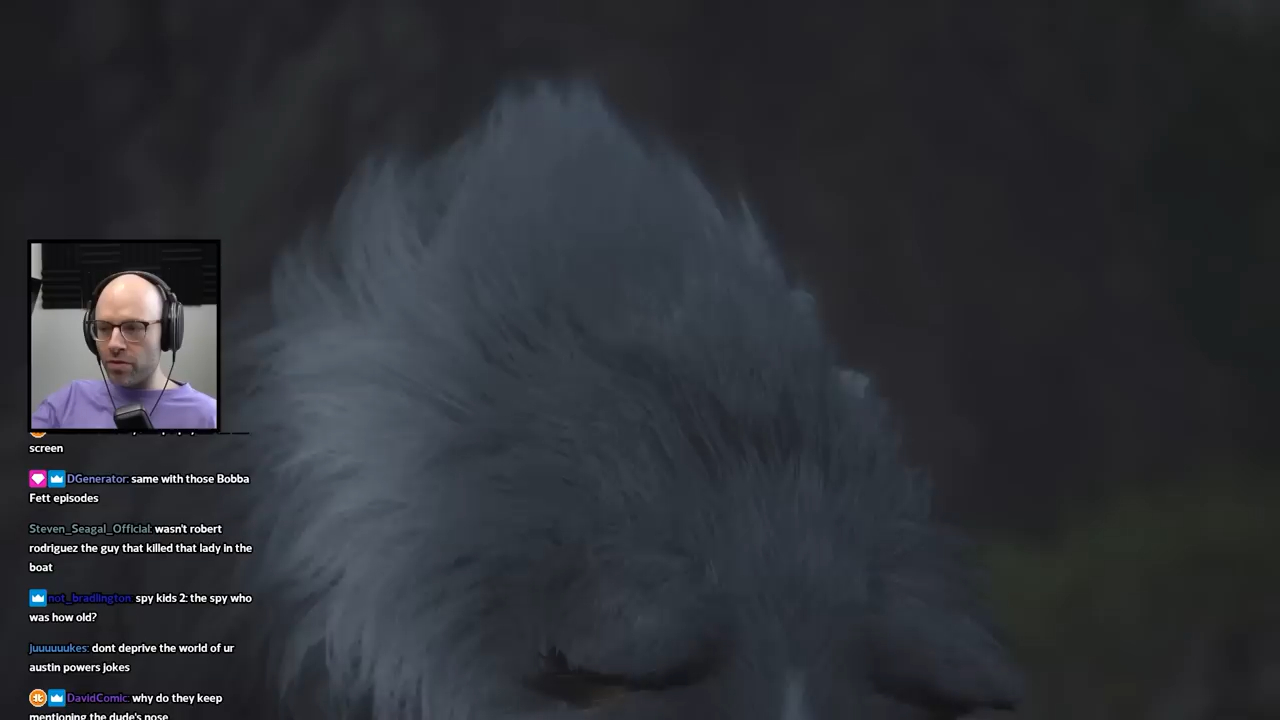 screen
DGenerator: same with those Bobba
Fett episodes
Steven_Seagal_Official: wasn't robert
rodriguez the guy that killed that lady in the
boat
not_bradlington: spy kids 2: the spy who
was how old?
juuuuuukes: dont deprive the world of ur
austin powers jokes
DavidComic: why do they keep
mentioning the dude's nose